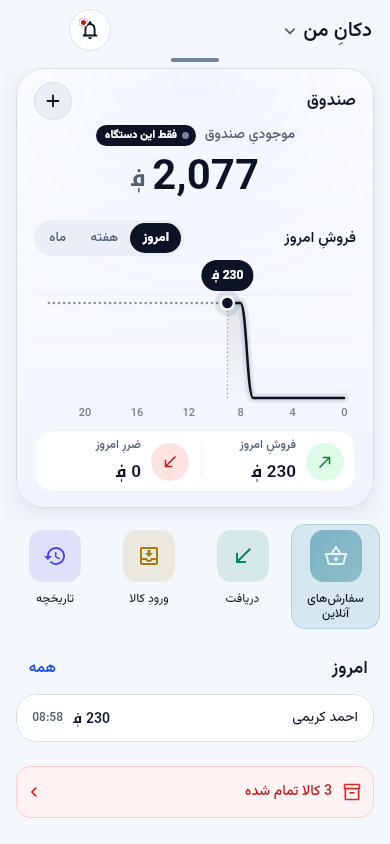 دکانِ من
صندوق
موجودیِ صندوق فقط این دستگاه
2,077 ؋
فروشِ امروز
امروز هفته ماه
230 ؋
0 4 8 12 16 20
فروشِ امروز
230 ؋
ضررِ امروز
0 ؋
سفارش‌های
آنلاین
دریافت
ورودِ کالا
تاریخچه
امروز
همه
احمد کریمی 230 ؋ 08:58
3 کالا تمام شده